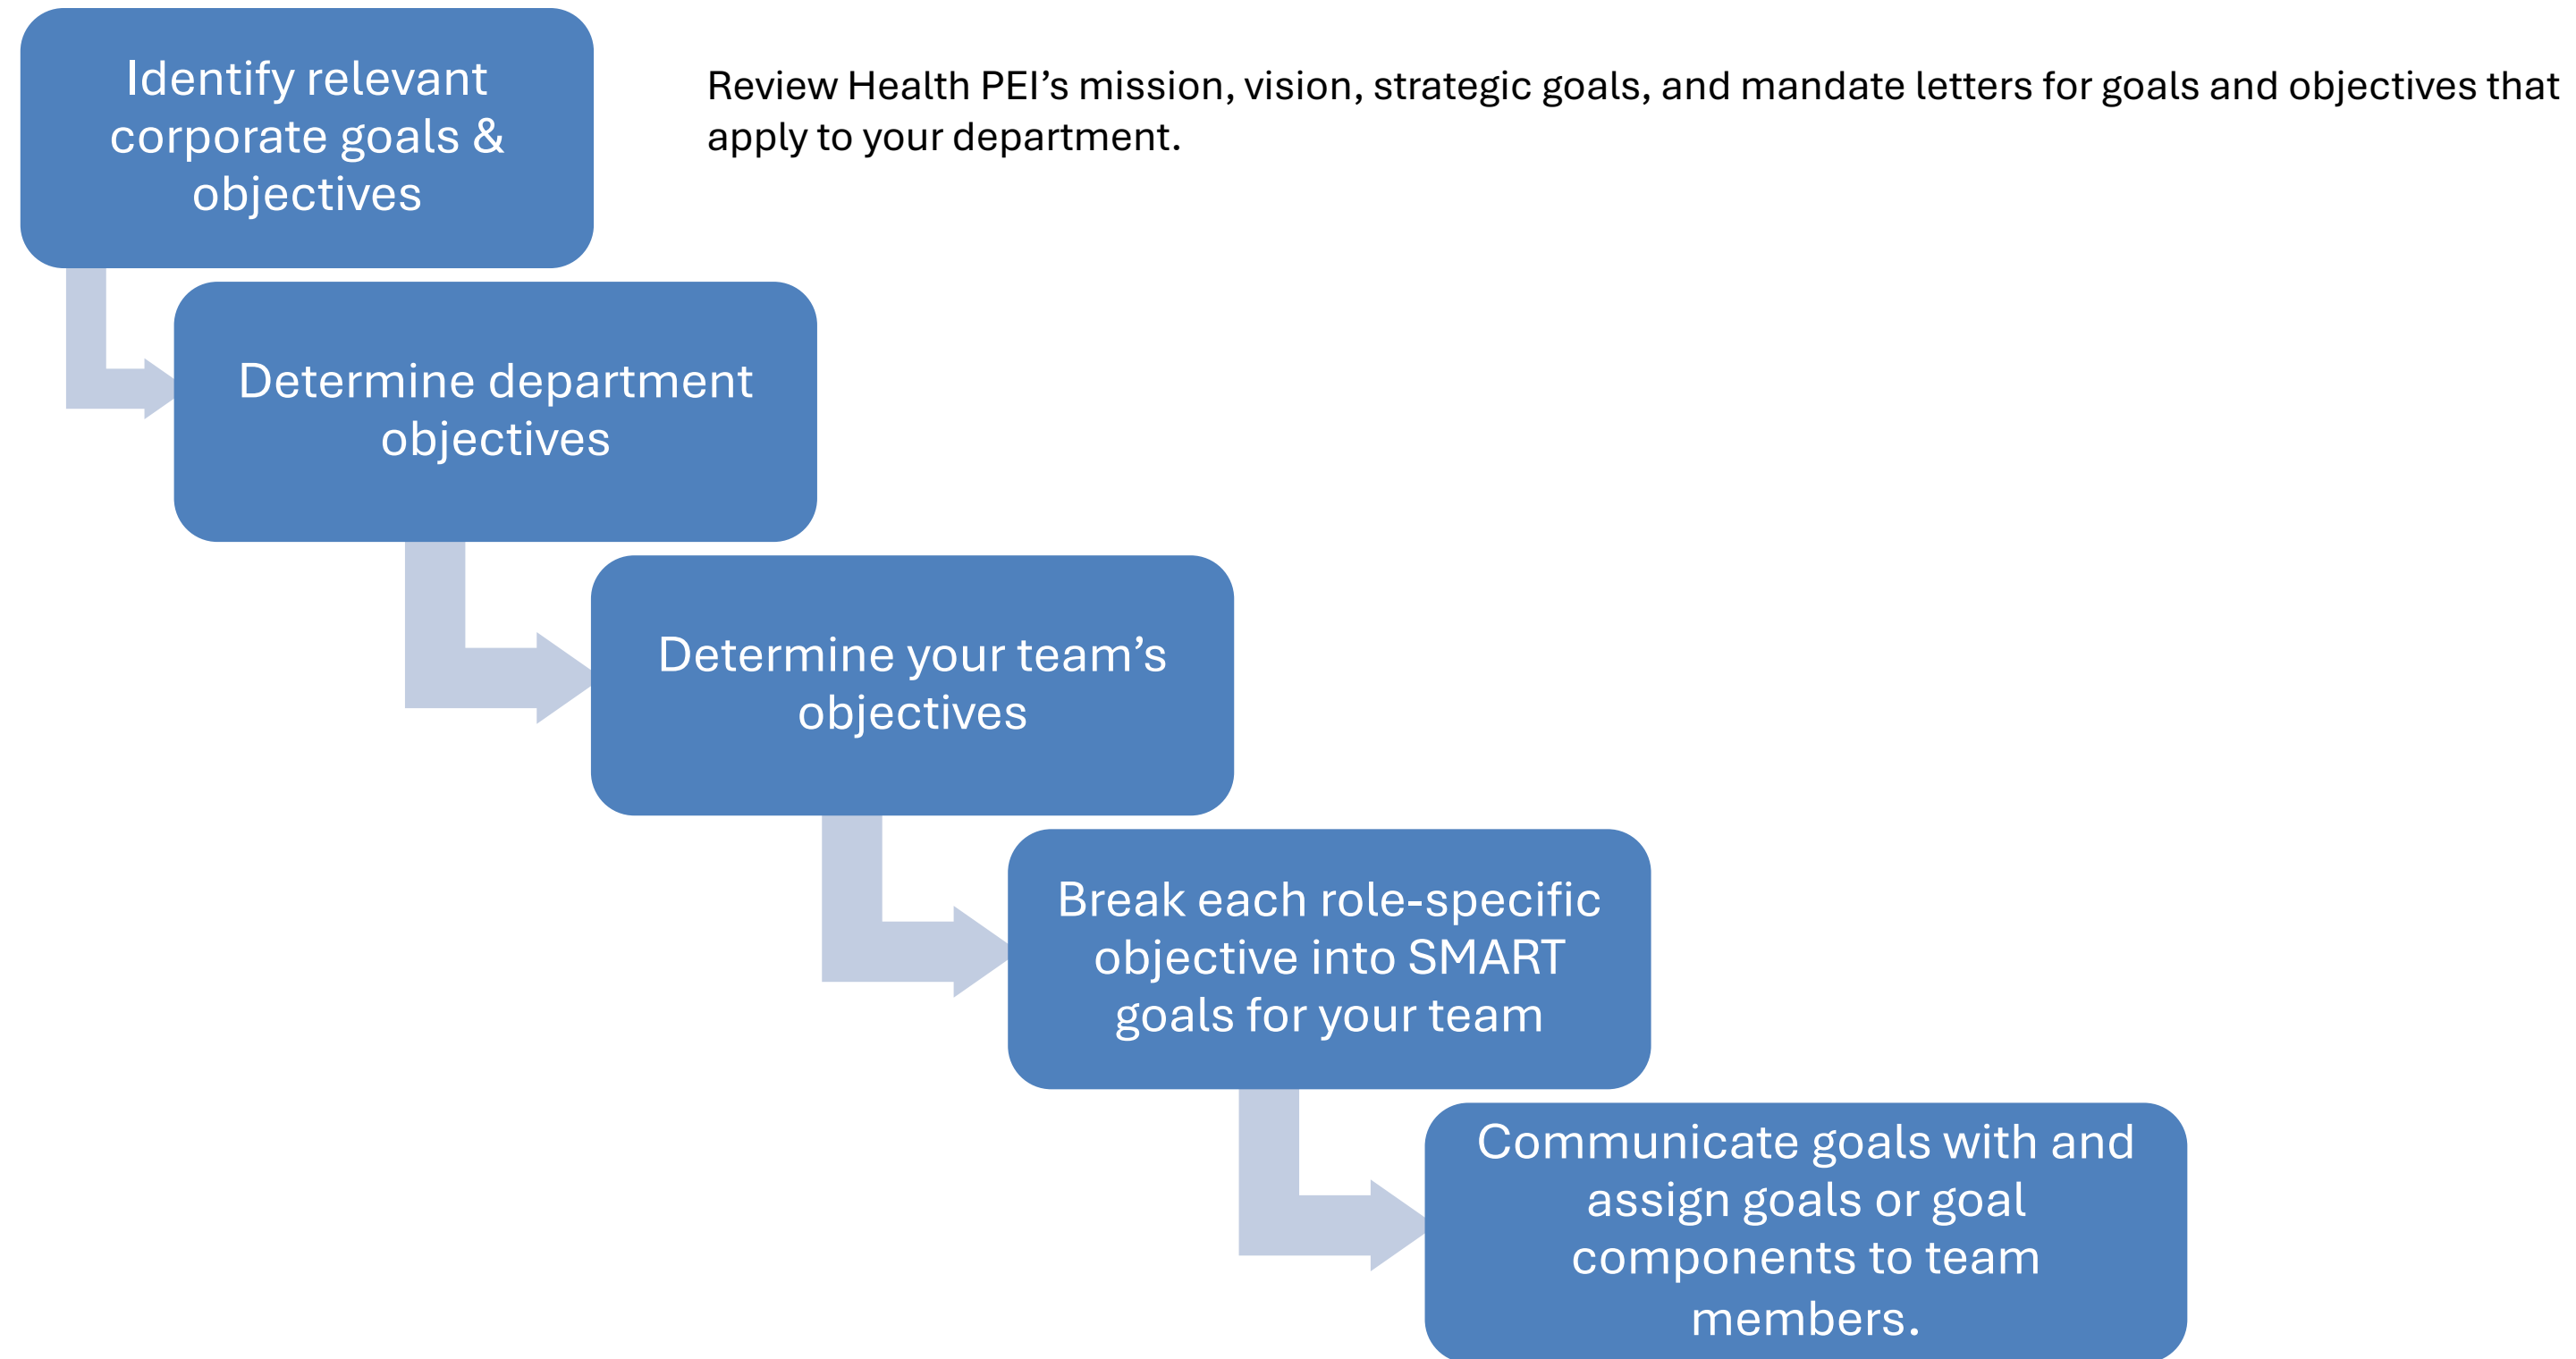 Identify relevant
corporate goals &
objectives
Review Health PEI’s mission, vision, strategic goals, and mandate letters for goals and objectives that
apply to your department.
Determine department
objectives
Determine your team’s
objectives
Break each role-specific
objective into SMART
goals for your team
Communicate goals with and
assign goals or goal
components to team
members.